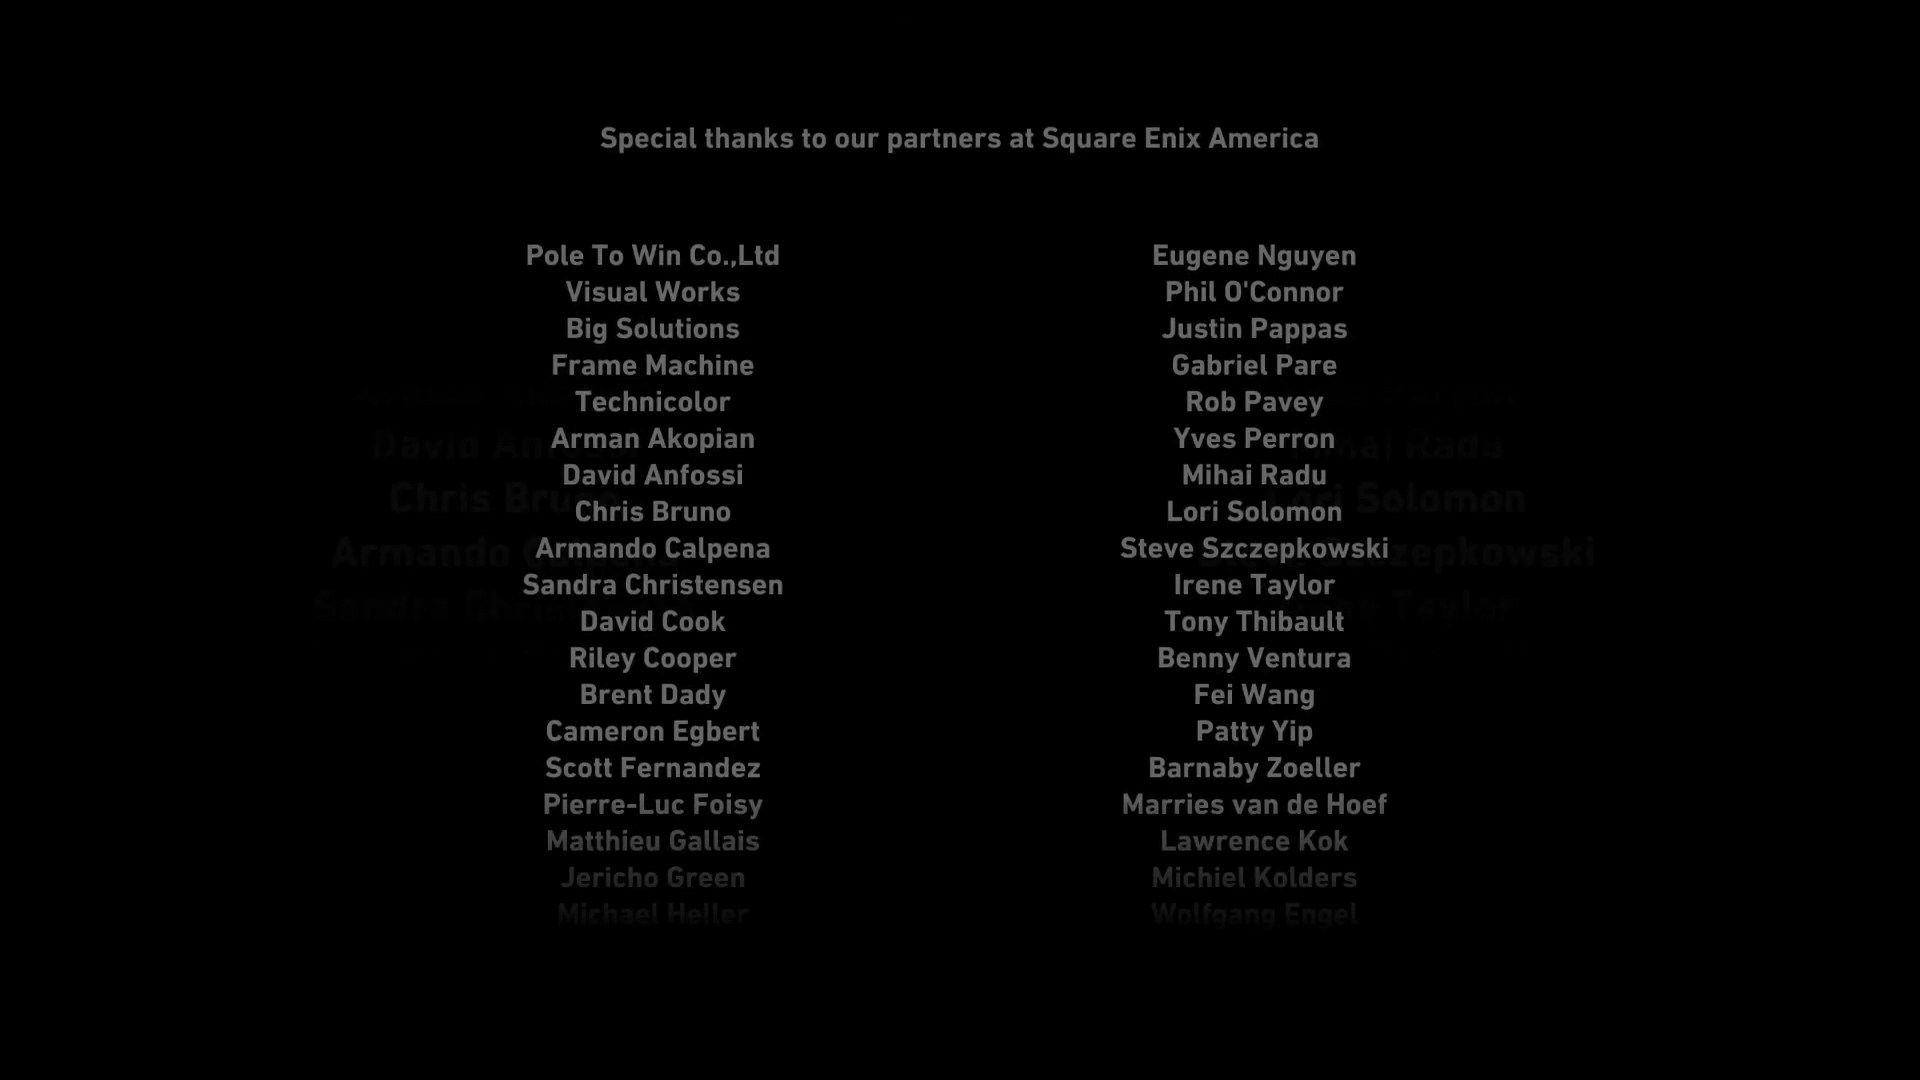 Special thanks to our partners at Square Enix America
Pole To Win Co.,Ltd
Visual Works
Big Solutions
Frame Machine
Technicolor
Arman Akopian
David Anfossi
Chris Bruno
Armando Calpena
Sandra Christensen
David Cook
Riley Cooper
Brent Dady
Cameron Egbert
Scott Fernandez
Pierre-Luc Foisy
Matthieu Gallais
Jericho Green
Michael Heller
Eugene Nguyen
Phil O'Connor
Justin Pappas
Gabriel Pare
Rob Pavey
Yves Perron
Mihai Radu
Lori Solomon
Steve Szczepkowski
Irene Taylor
Tony Thibault
Benny Ventura
Fei Wang
Patty Yip
Barnaby Zoeller
Marries van de Hoef
Lawrence Kok
Michiel Kolders
Wolfgang Engel